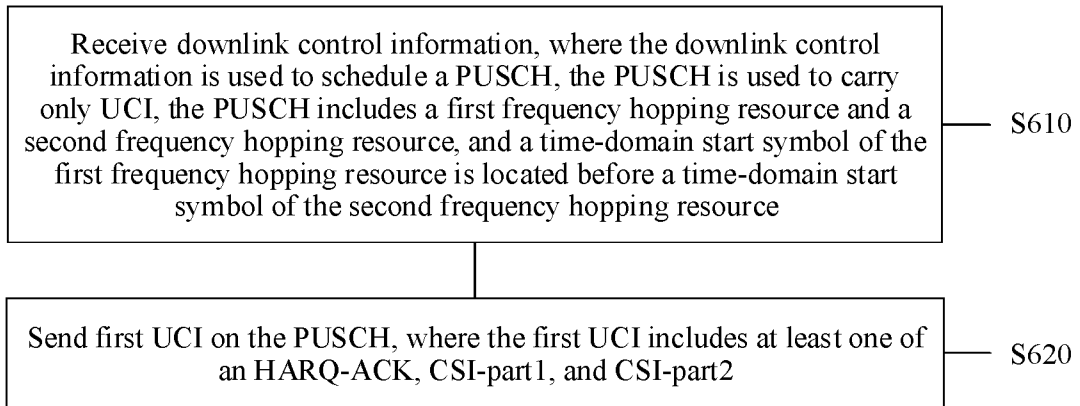 Receive downlink control information, where the downlink control
information is used to schedule a PUSCH, the PUSCH is used to carry
only UCI, the PUSCH includes a first frequency hopping resource and a
second frequency hopping resource, and a time-domain start symbol of the
first frequency hopping resource is located before a time-domain start
symbol of the second frequency hopping resource
S610
Send first UCI on the PUSCH, where the first UCI includes at least one of
an HARQ-ACK, CSI-part1, and CSI-part2
S620